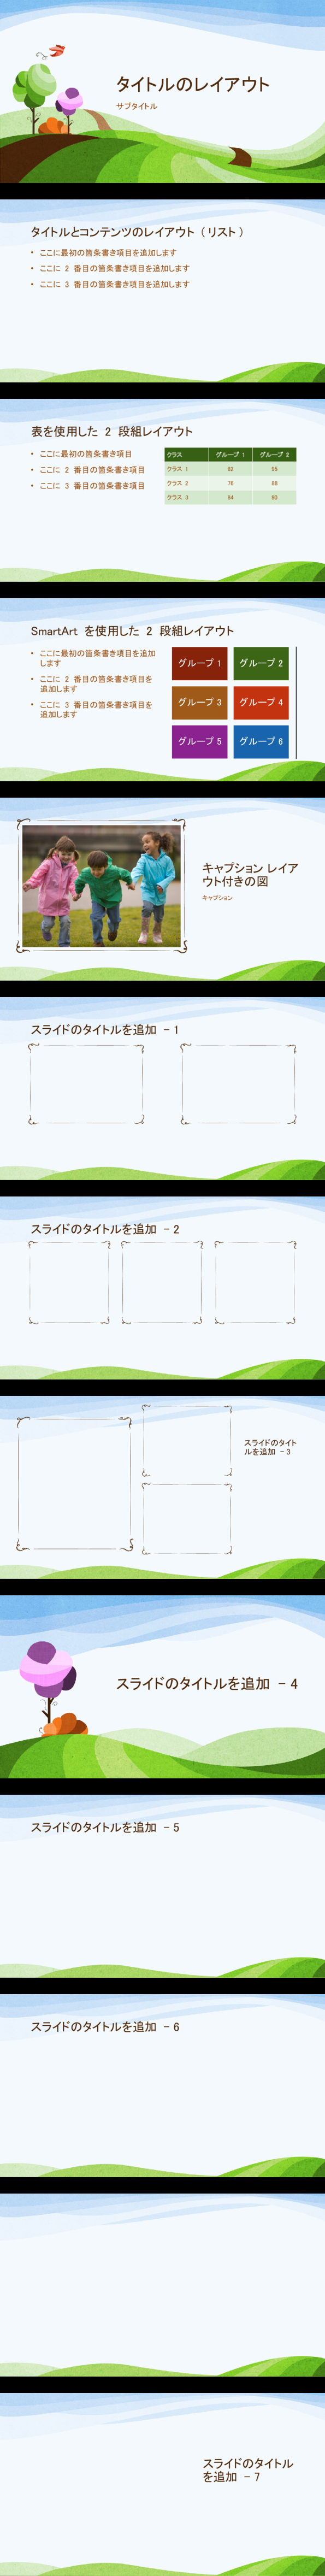 タイトルのレイアウト
サブタイトル
タイトルとコンテンツのレイアウト (リスト)
• ここに最初の箇条書き項目を追加します
• ここに 2 番目の箇条書き項目を追加します
• ここに 3 番目の箇条書き項目を追加します
表を使用した 2 段組レイアウト
• ここに最初の箇条書き項目
• ここに 2 番目の箇条書き項目
• ここに 3 番目の箇条書き項目
クラス グループ 1 グループ 2
クラス 1 82 95
クラス 2 76 88
クラス 3 84 90
SmartArt を使用した 2 段組レイアウト
• ここに最初の箇条書き項目を追加
します
• ここに 2 番目の箇条書き項目を
追加します
• ここに 3 番目の箇条書き項目を
追加します
グループ 1 グループ 2
グループ 3 グループ 4
グループ 5 グループ 6
キャプション レイア
ウト付きの図
キャプション
スライドのタイトルを追加 - 1
スライドのタイトルを追加 - 2
スライドのタイト
ルを追加 - 3
スライドのタイトルを追加 - 4
スライドのタイトルを追加 - 5
スライドのタイトルを追加 - 6
スライドのタイトル
を追加 - 7